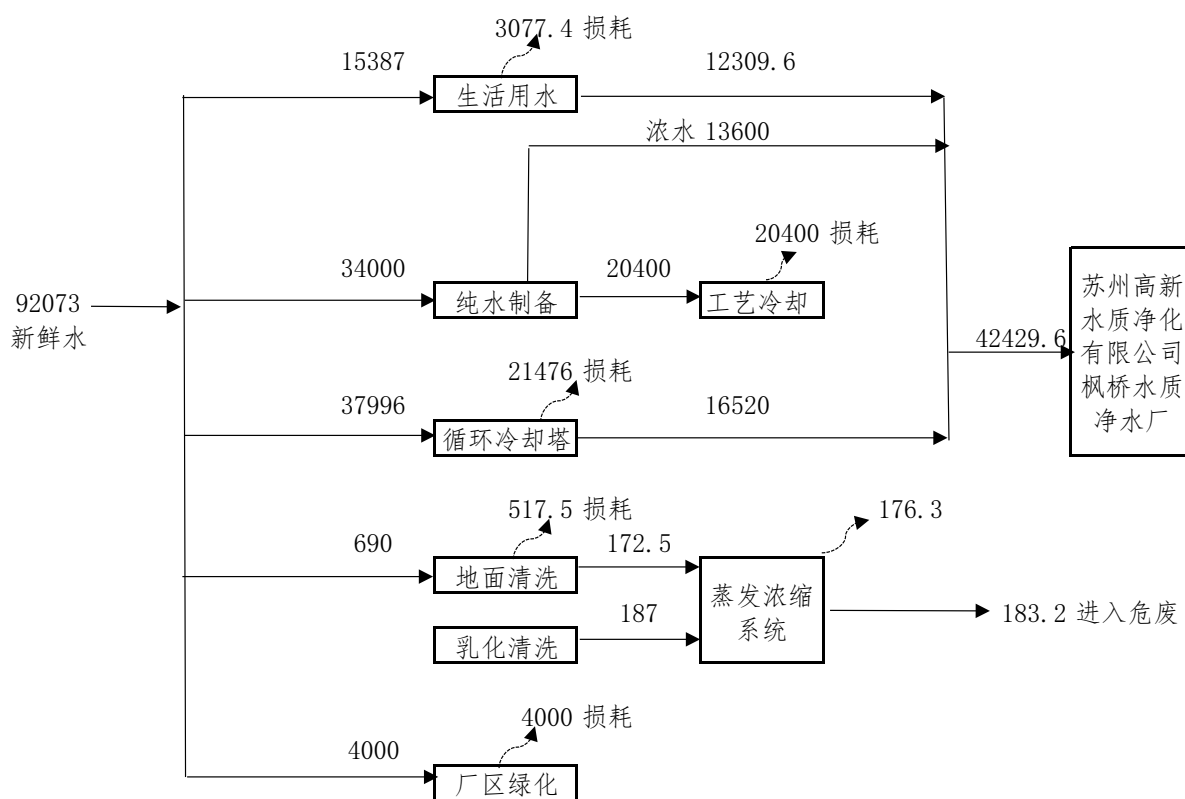 3077.4 损耗
15387
生活用水
12309.6
浓水 13600
20400 损耗
34000
纯水制备
20400
工艺冷却
92073
新鲜水
苏州高新
水质净化
有限公司
枫桥水质
净水厂
42429.6
21476 损耗
37996
循环冷却塔
16520
517.5 损耗
176.3
690
地面清洗
172.5
蒸发浓缩
系统
183.2 进入危废
187
乳化清洗
4000 损耗
4000
厂区绿化